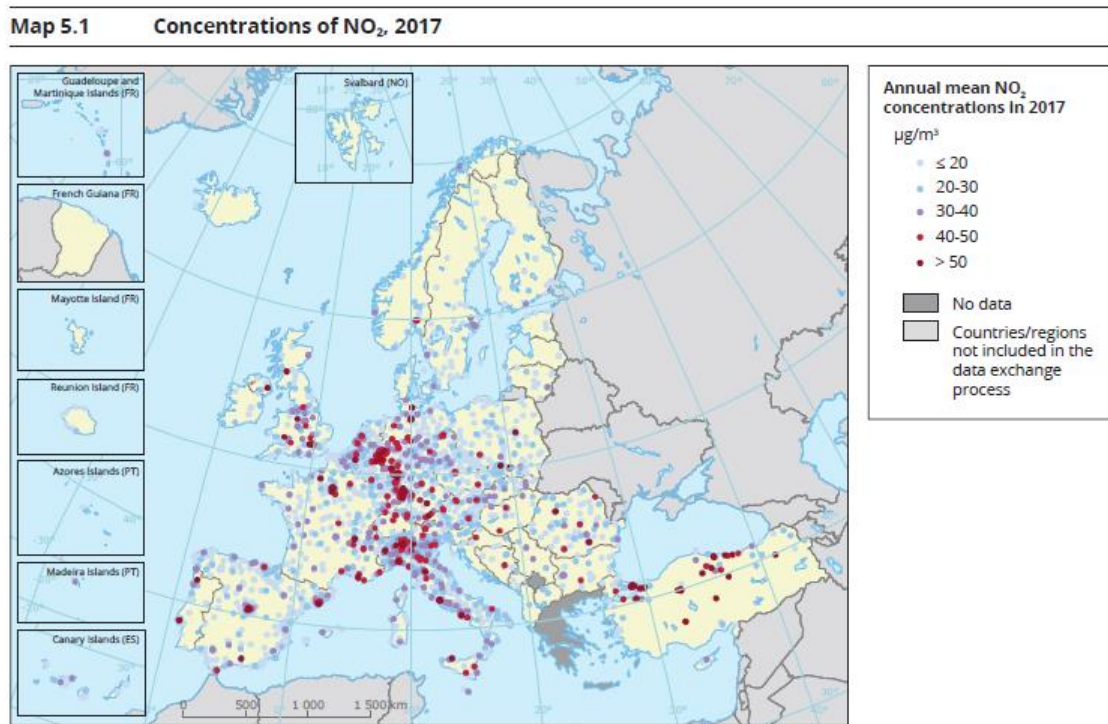 Map 5.1 Concentrations of NO₂, 2017
Guadeloupe and
Martinique Islands (FR)
Svalbard (NO)
French Guiana (FR)
Mayotte Island (FR)
Reunion Island (FR)
Azores Islands (PT)
Madeira Islands (PT)
Canary Islands (ES)
0 500 1 000 1 500 km
Annual mean NO₂
concentrations in 2017
µg/m³
≤ 20
20-30
30-40
40-50
> 50
No data
Countries/regions
not included in the
data exchange
process